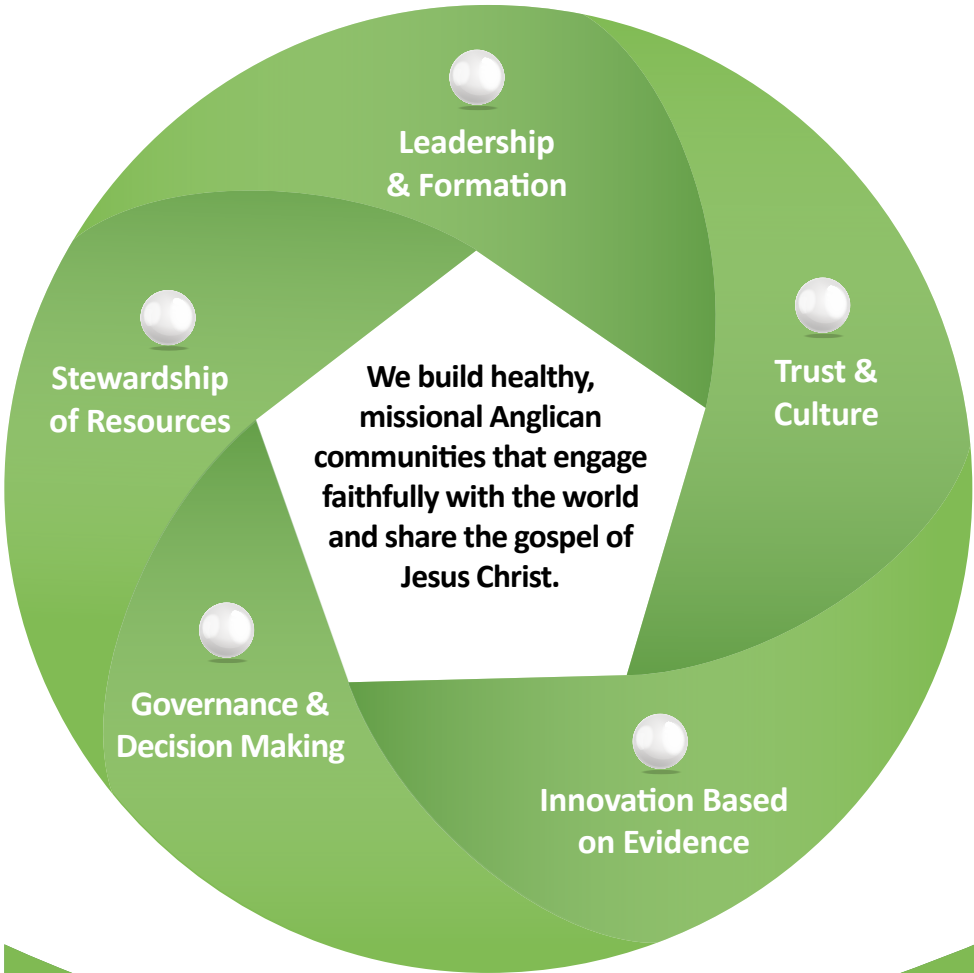 Leadership
& Formation
Trust &
Culture
Stewardship
of Resources
We build healthy,
missional Anglican
communities that engage
faithfully with the world
and share the gospel of
Jesus Christ.
Governance &
Decision Making
Innovation Based
on Evidence